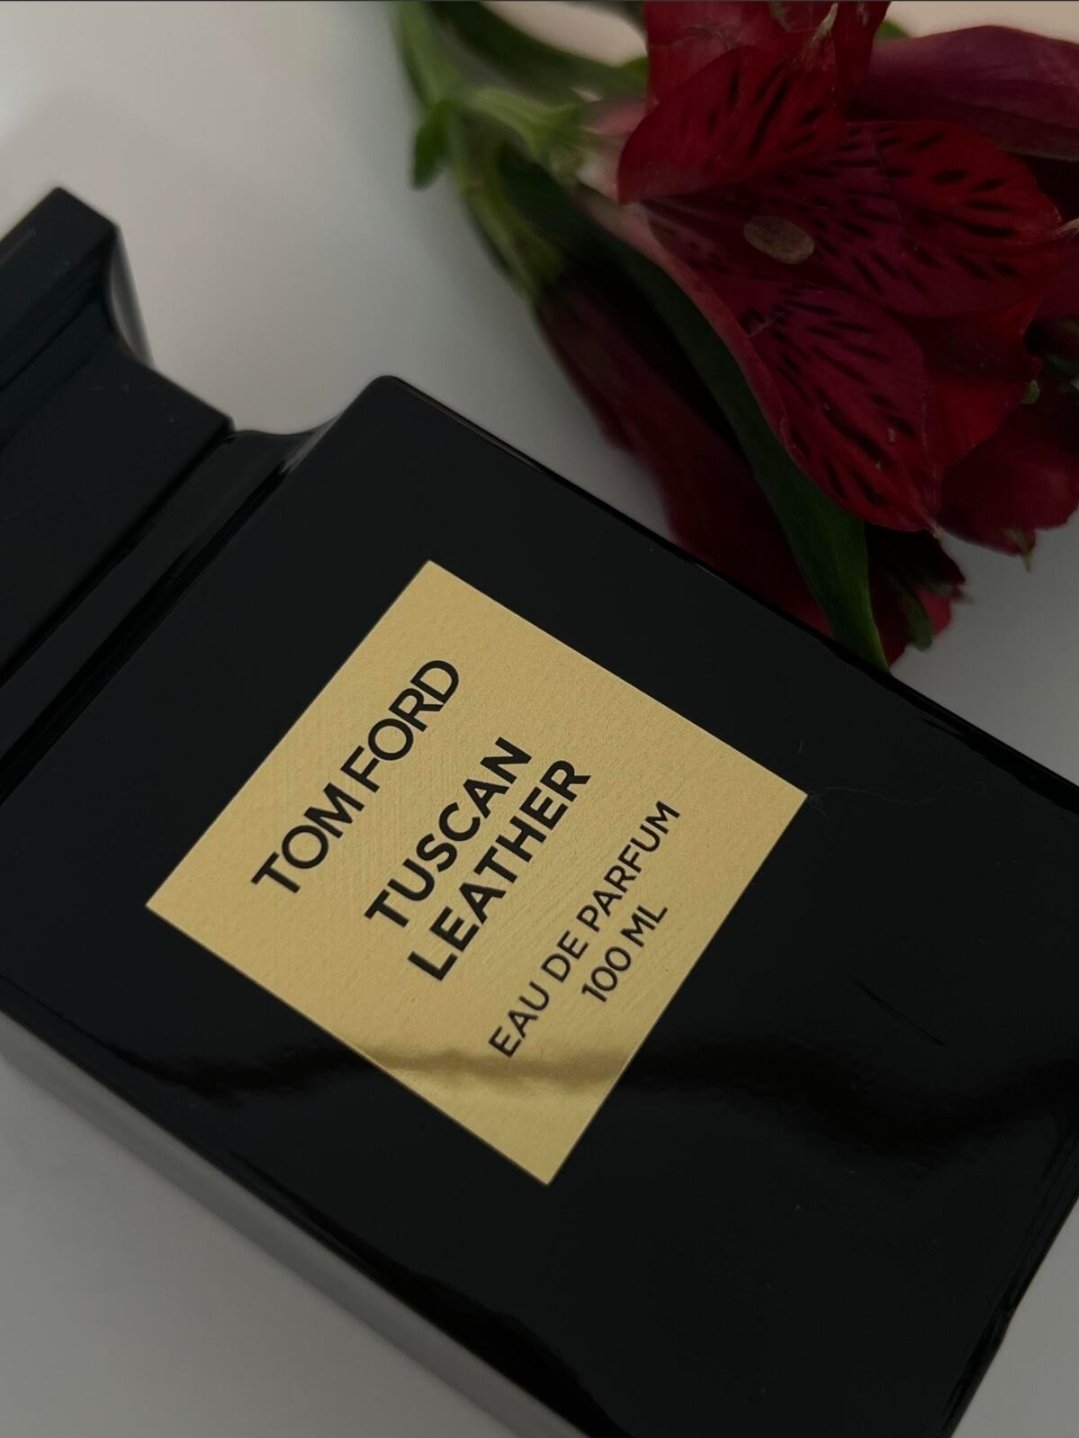 TOM FORD
TUSCAN
LEATHER
EAU DE PARFUM
100 ML